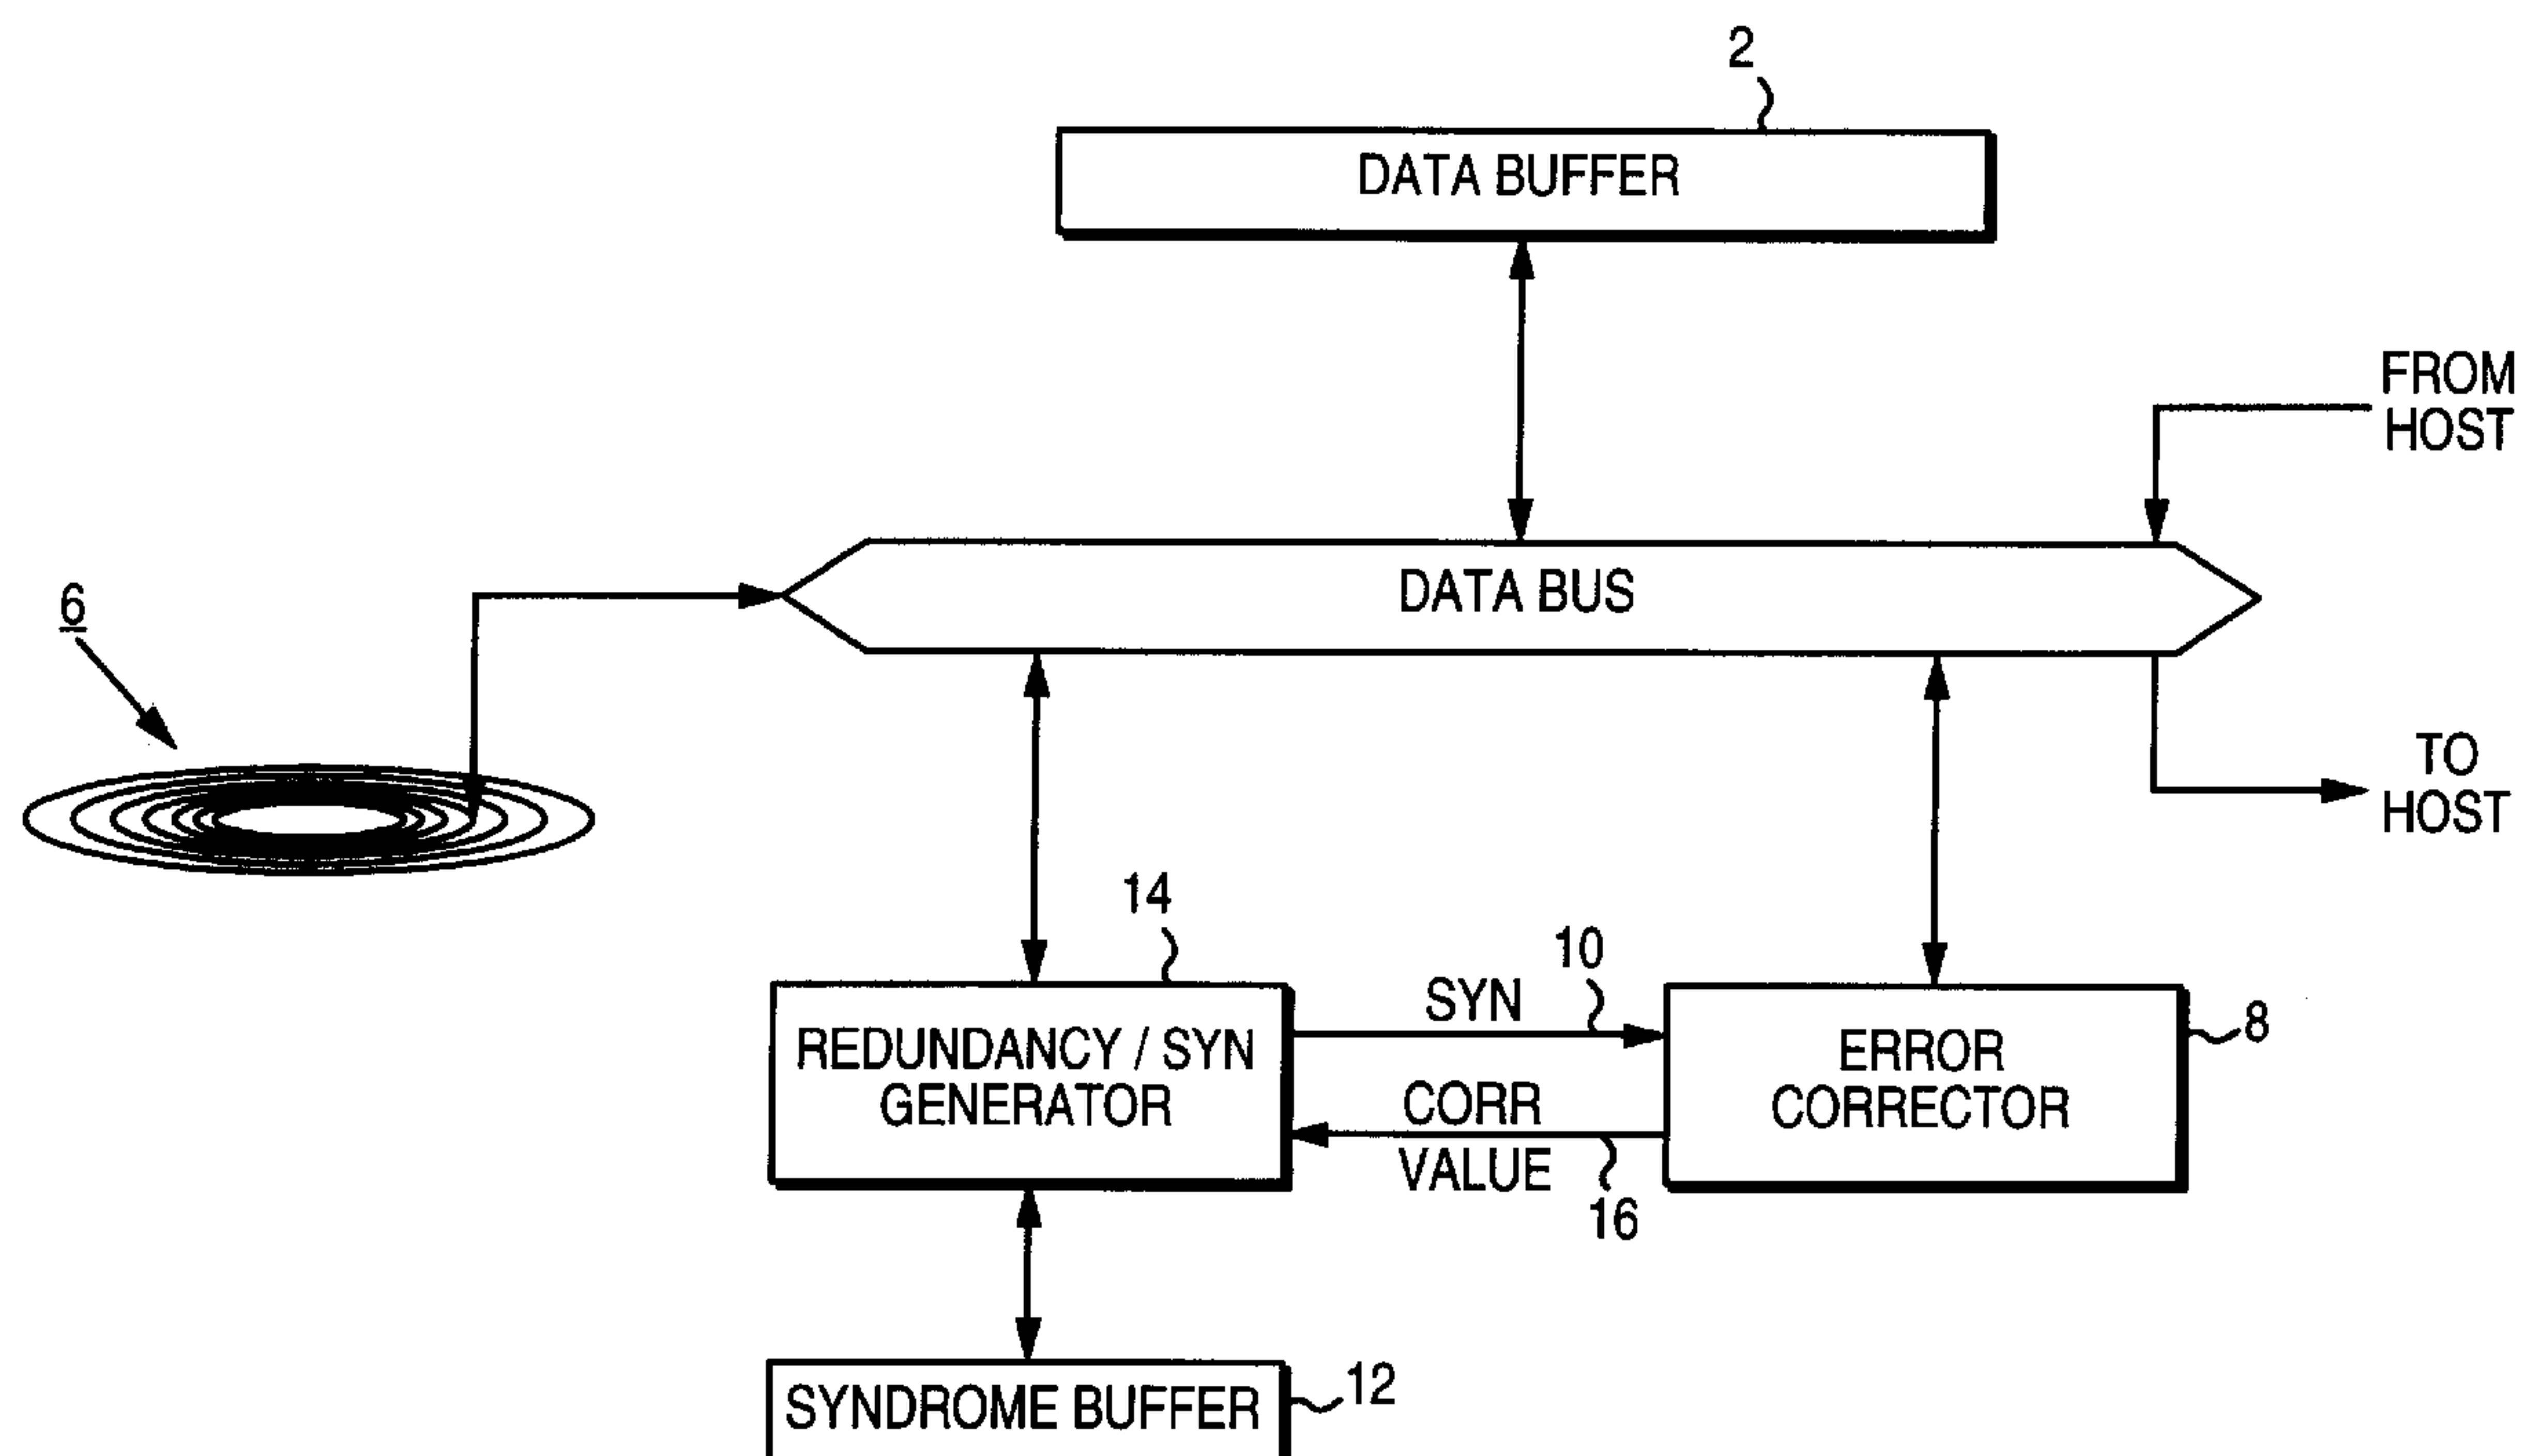 2
DATA BUFFER
FROM
HOST
DATA BUS
6
TO
HOST
14
10
SYN
8
REDUNDANCY / SYN
GENERATOR
ERROR
CORRECTOR
CORR
VALUE
16
12
SYNDROME BUFFER